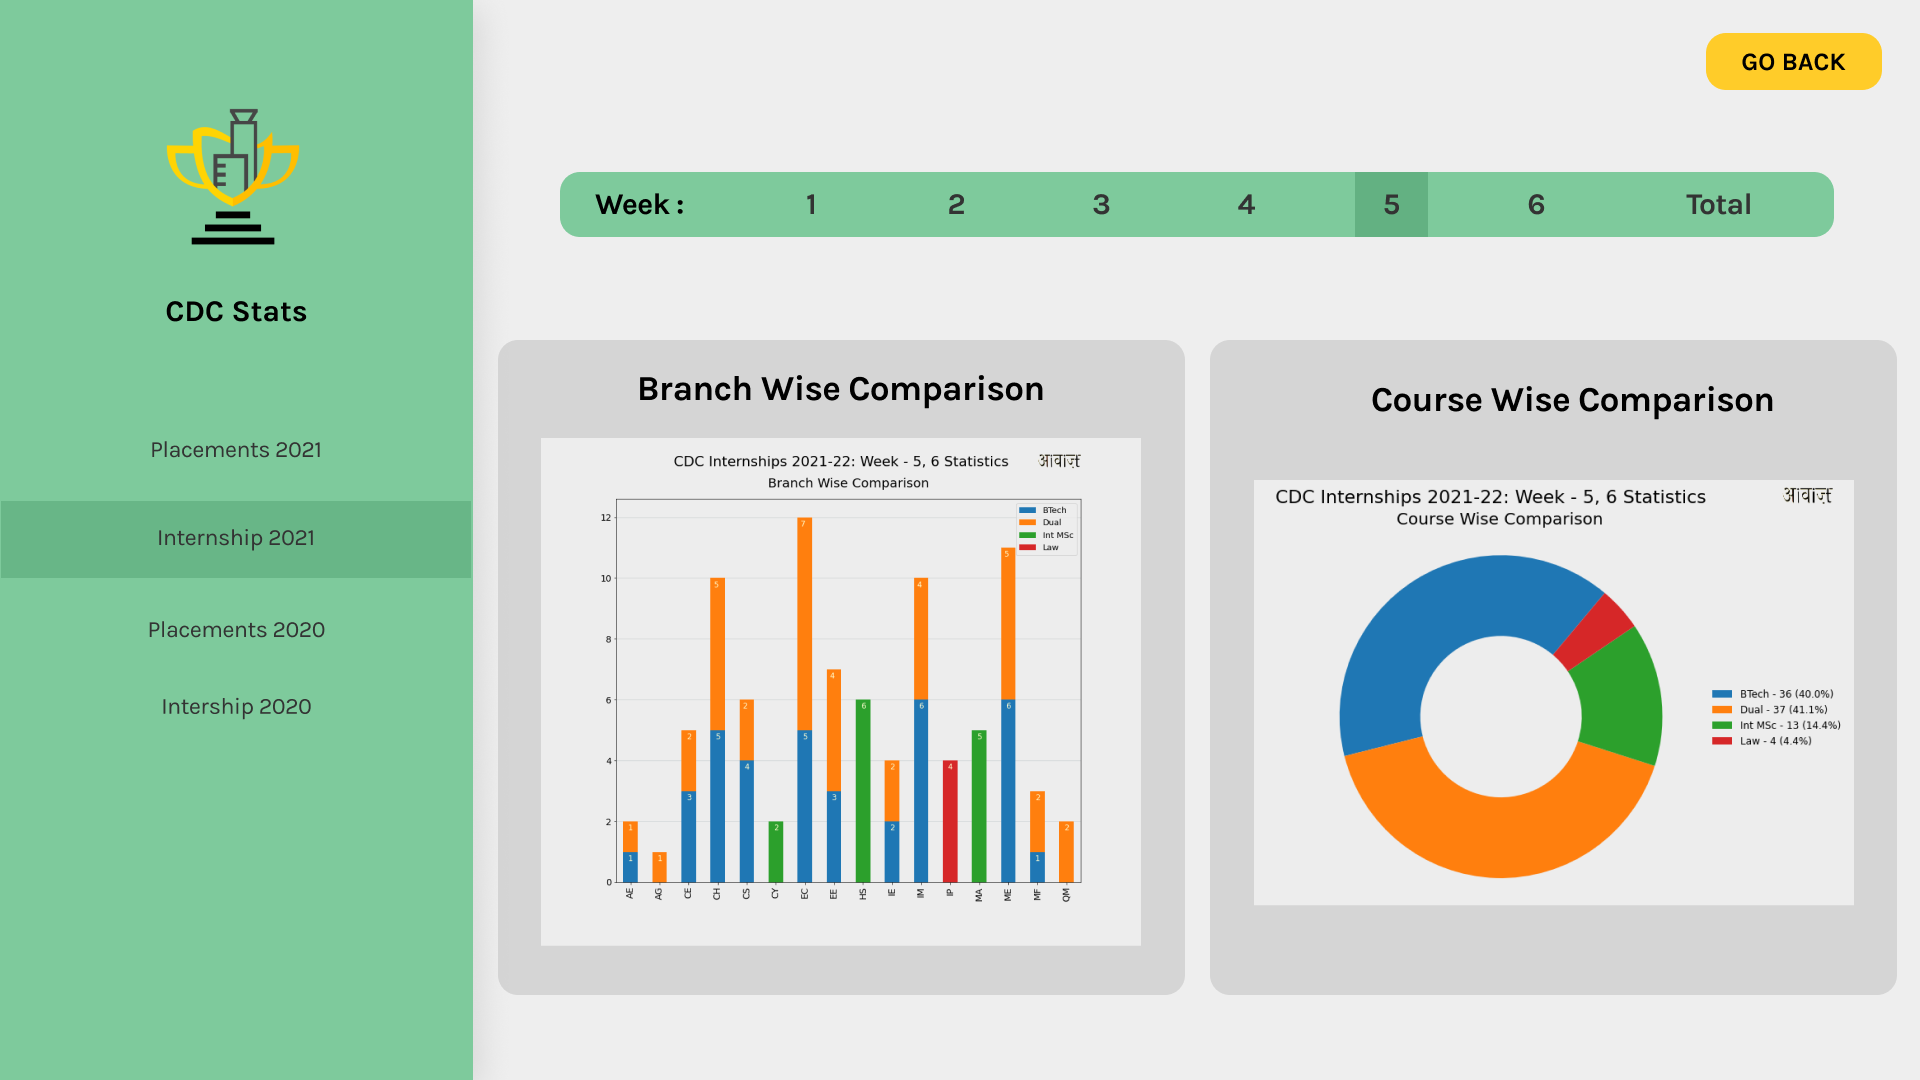 GO BACK
Week : 1 2 3 4 5 6 Total
CDC Stats
Placements 2021
Internship 2021
Placements 2020
Intership 2020
Branch Wise Comparison
CDC Internships 2021-22: Week - 5, 6 Statistics
आवाज़
Branch Wise Comparison
BTech
Dual
Int MSc
Law
12
10
8
6
4
2
0
7
5
5
4
4
2
6
6
6
2
5
5
5
4
2
4
2
3
3
2
2
4
1
1
2
2
1
1
AE AG CE CH CS CY EC EE HS IE IM IP MA ME MF QM
Course Wise Comparison
CDC Internships 2021-22: Week - 5, 6 Statistics
आवाज़
Course Wise Comparison
BTech - 36 (40.0%)
Dual - 37 (41.1%)
Int MSc - 13 (14.4%)
Law - 4 (4.4%)